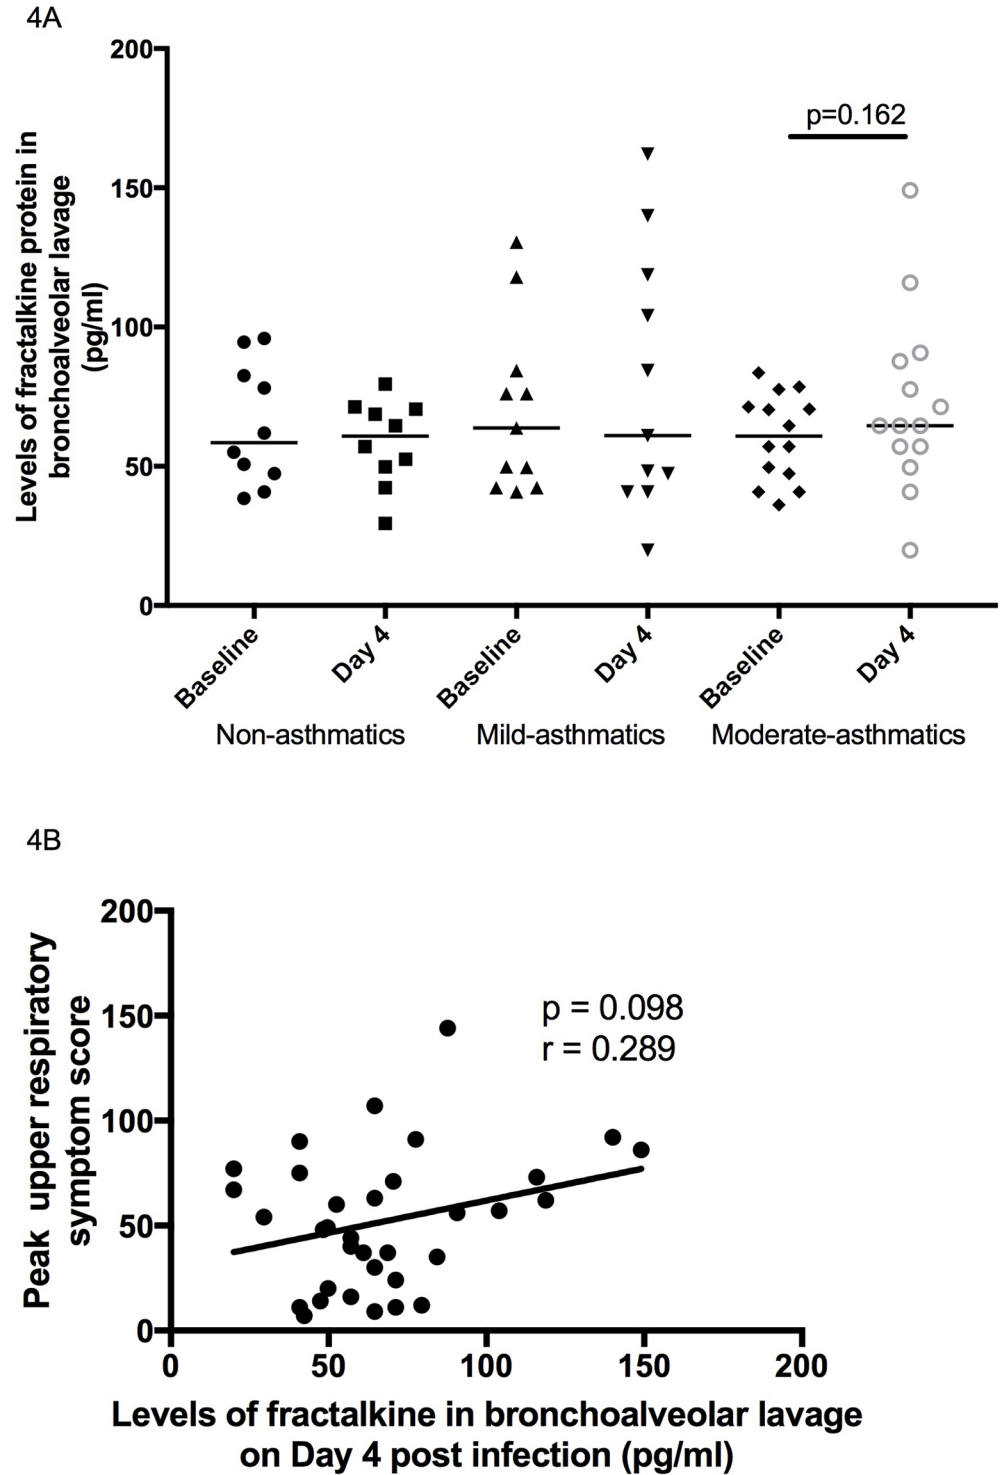 4A
Levels of fractalkine protein in
bronchoalveolar lavage
(pg/ml)
200
150
100
50
0
p=0.162
Baseline
Day 4
Baseline
Day 4
Baseline
Day 4
Non-asthmatics
Mild-asthmatics
Moderate-asthmatics
4B
Peak upper respiratory
symptom score
200
150
100
50
0
p = 0.098
r = 0.289
0
50
100
150
200
Levels of fractalkine in bronchoalveolar lavage
on Day 4 post infection (pg/ml)